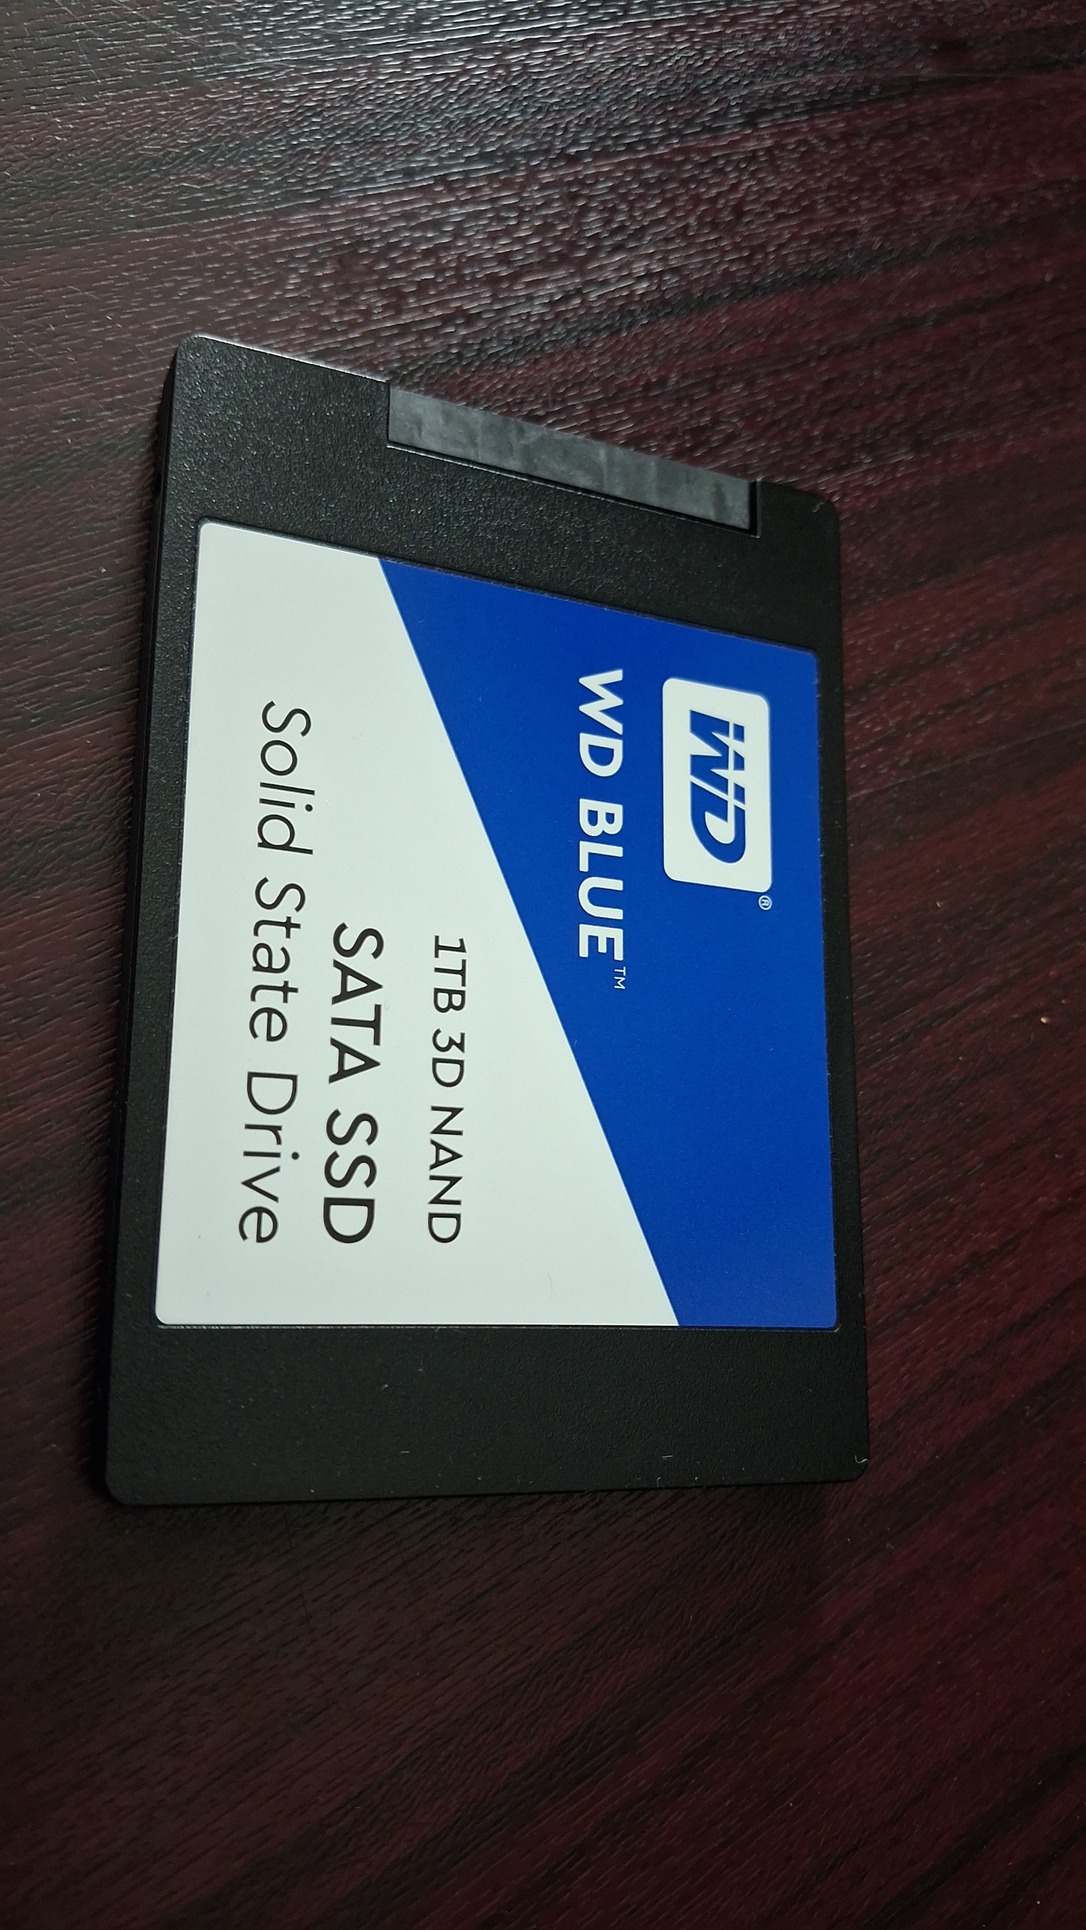 WD®
WD BLUE™
1TB 3D NAND
SATA SSD
Solid State Drive